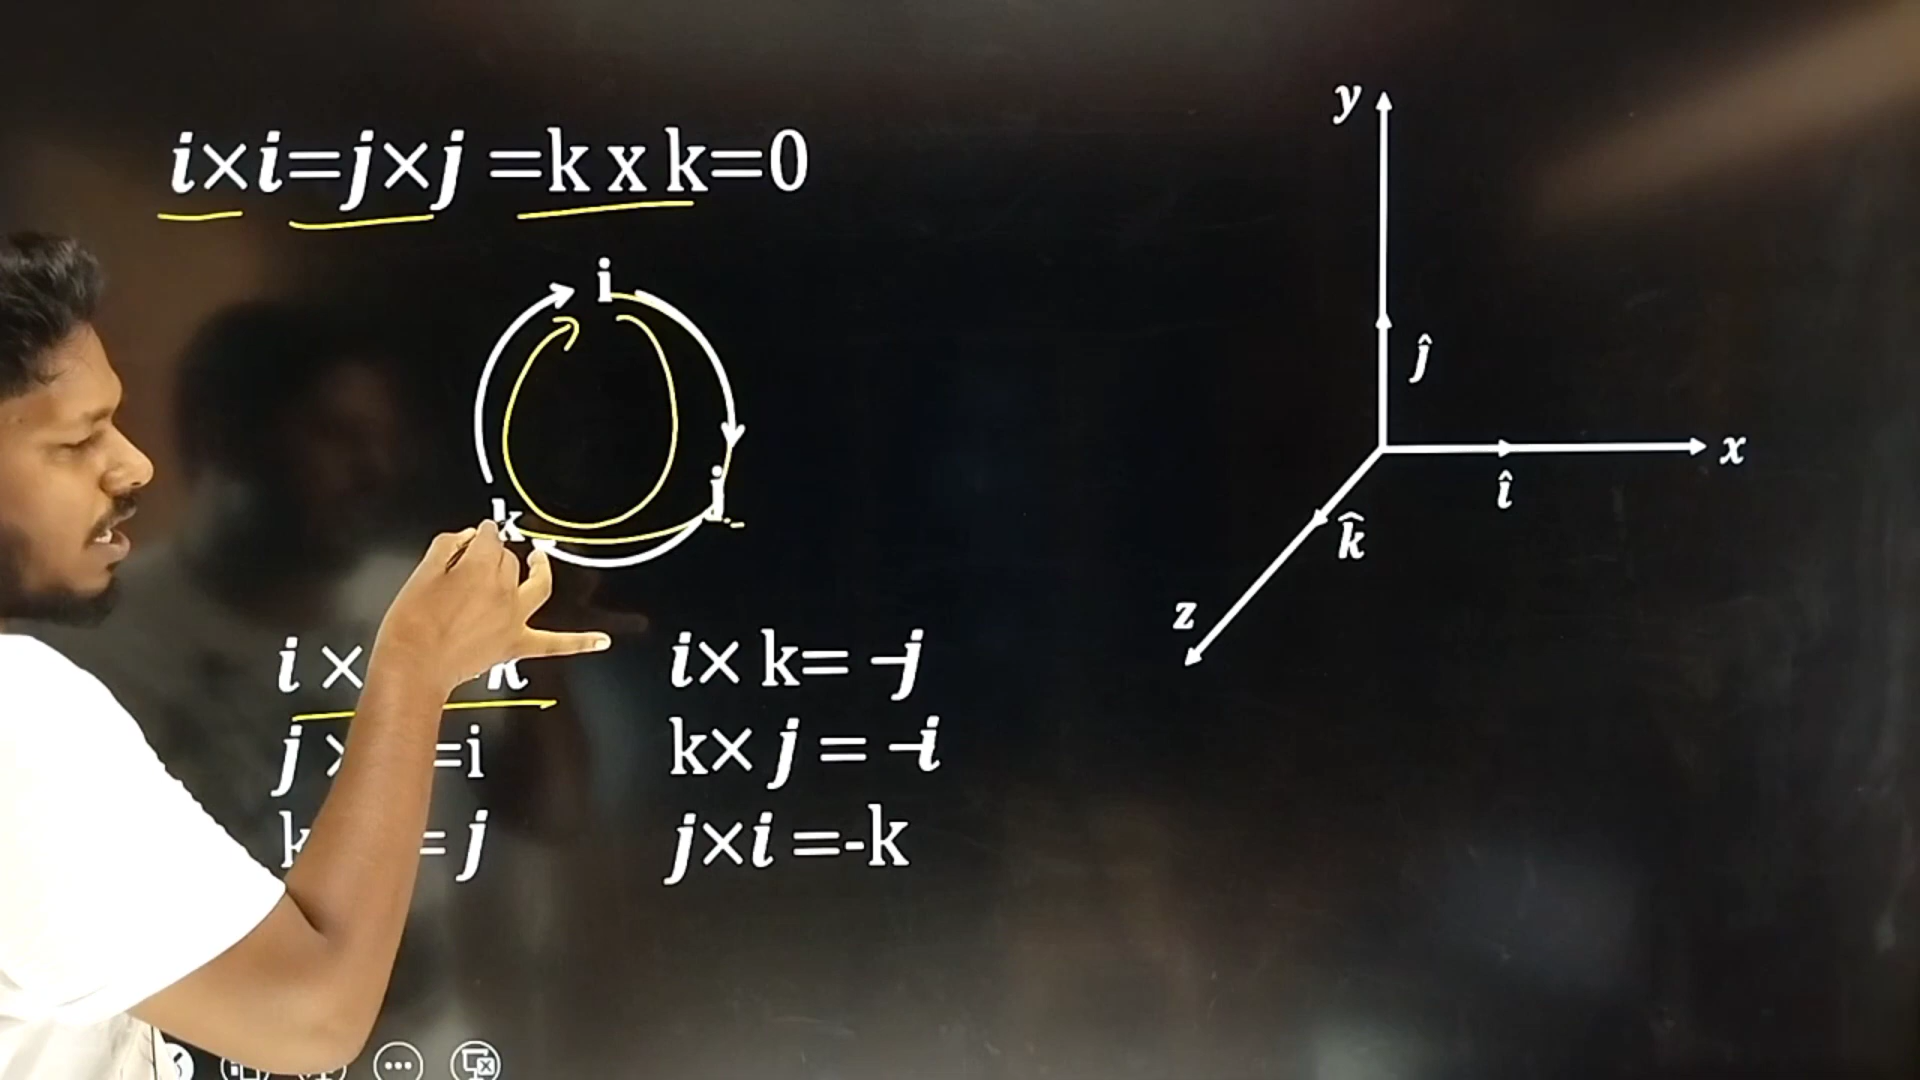 i×i=j×j =k x k=0
i
j
k
i × k
j × =i
k = j
i× k= -j
k× j = -i
j×i =-k
y
ĵ
x
î
k̂
z